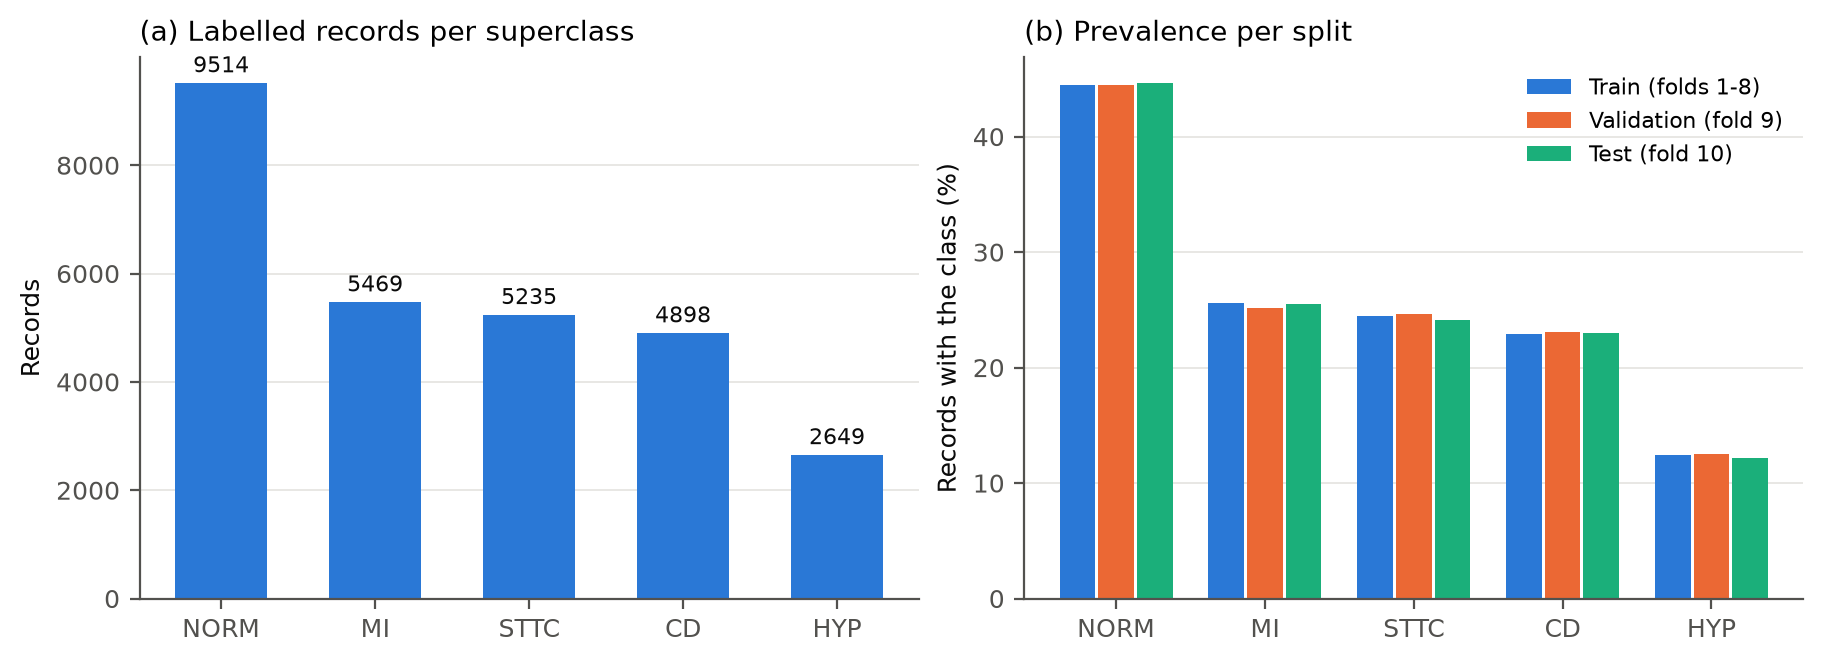 (a) Labelled records per superclass
Records
8000
6000
4000
2000
0
9514
5469
5235
4898
2649
NORM
MI
STTC
CD
HYP
(b) Prevalence per split
Records with the class (%)
40
30
20
10
0
Train (folds 1-8)
Validation (fold 9)
Test (fold 10)
NORM
MI
STTC
CD
HYP